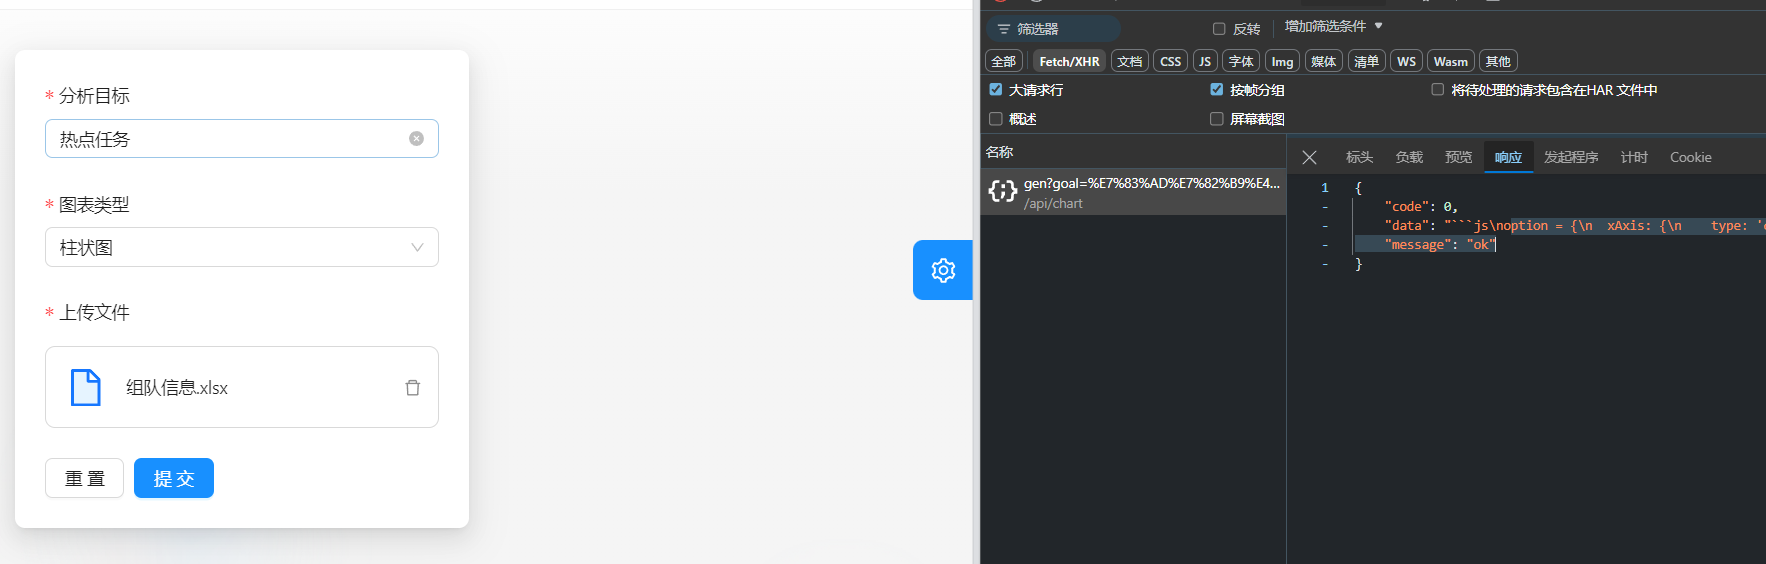 * 分析目标
热点任务
* 图表类型
柱状图
* 上传文件
组队信息.xlsx
重 置
提 交
筛选器
反转
增加筛选条件
全部
Fetch/XHR
文档
CSS
JS
字体
Img
媒体
清单
WS
Wasm
其他
大请求行
按帧分组
将待处理的请求包含在HAR 文件中
概述
屏幕截图
名称
gen?goal=%E7%83%AD%E7%82%B9%E4...
/api/chart
标头
负载
预览
响应
发起程序
计时
Cookie
1 {
- "code": 0,
- "data": "```js\noption = {\n  xAxis: {\n    type: '
- "message": "ok"
- }